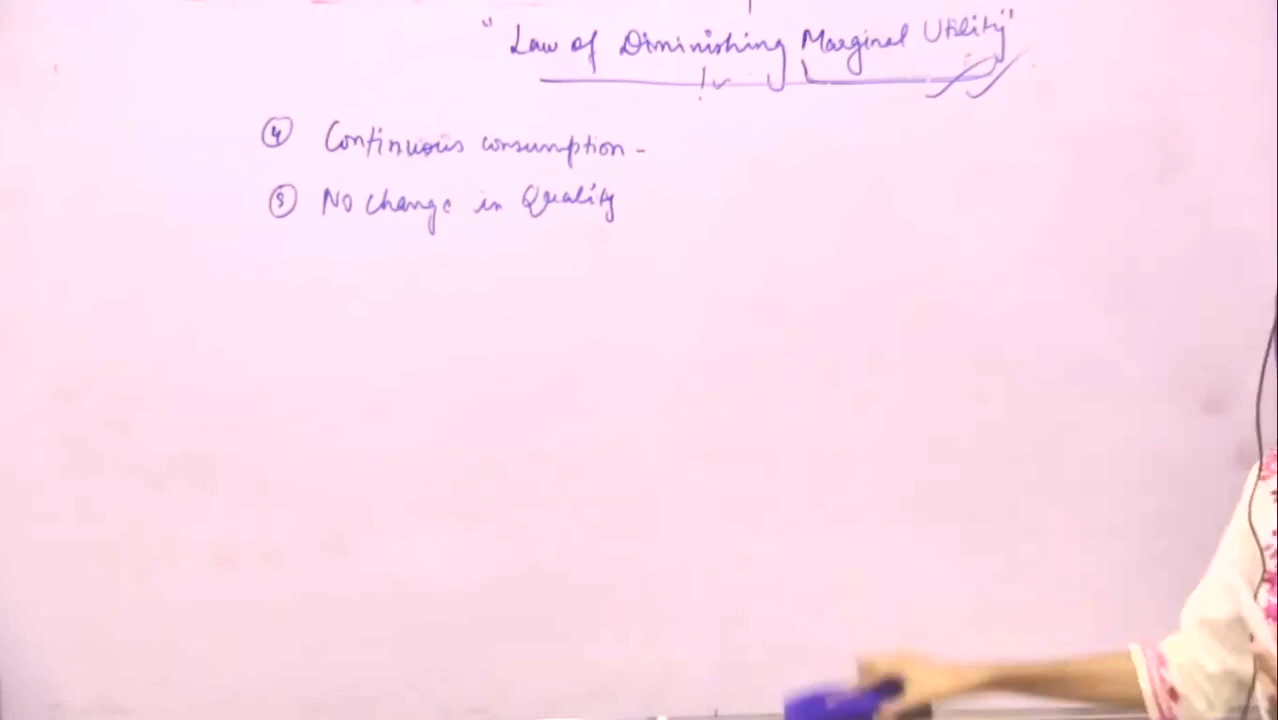 "Law of Diminishing Marginal Utility"
④ Continuous consumption -
⑤ No change in Quality